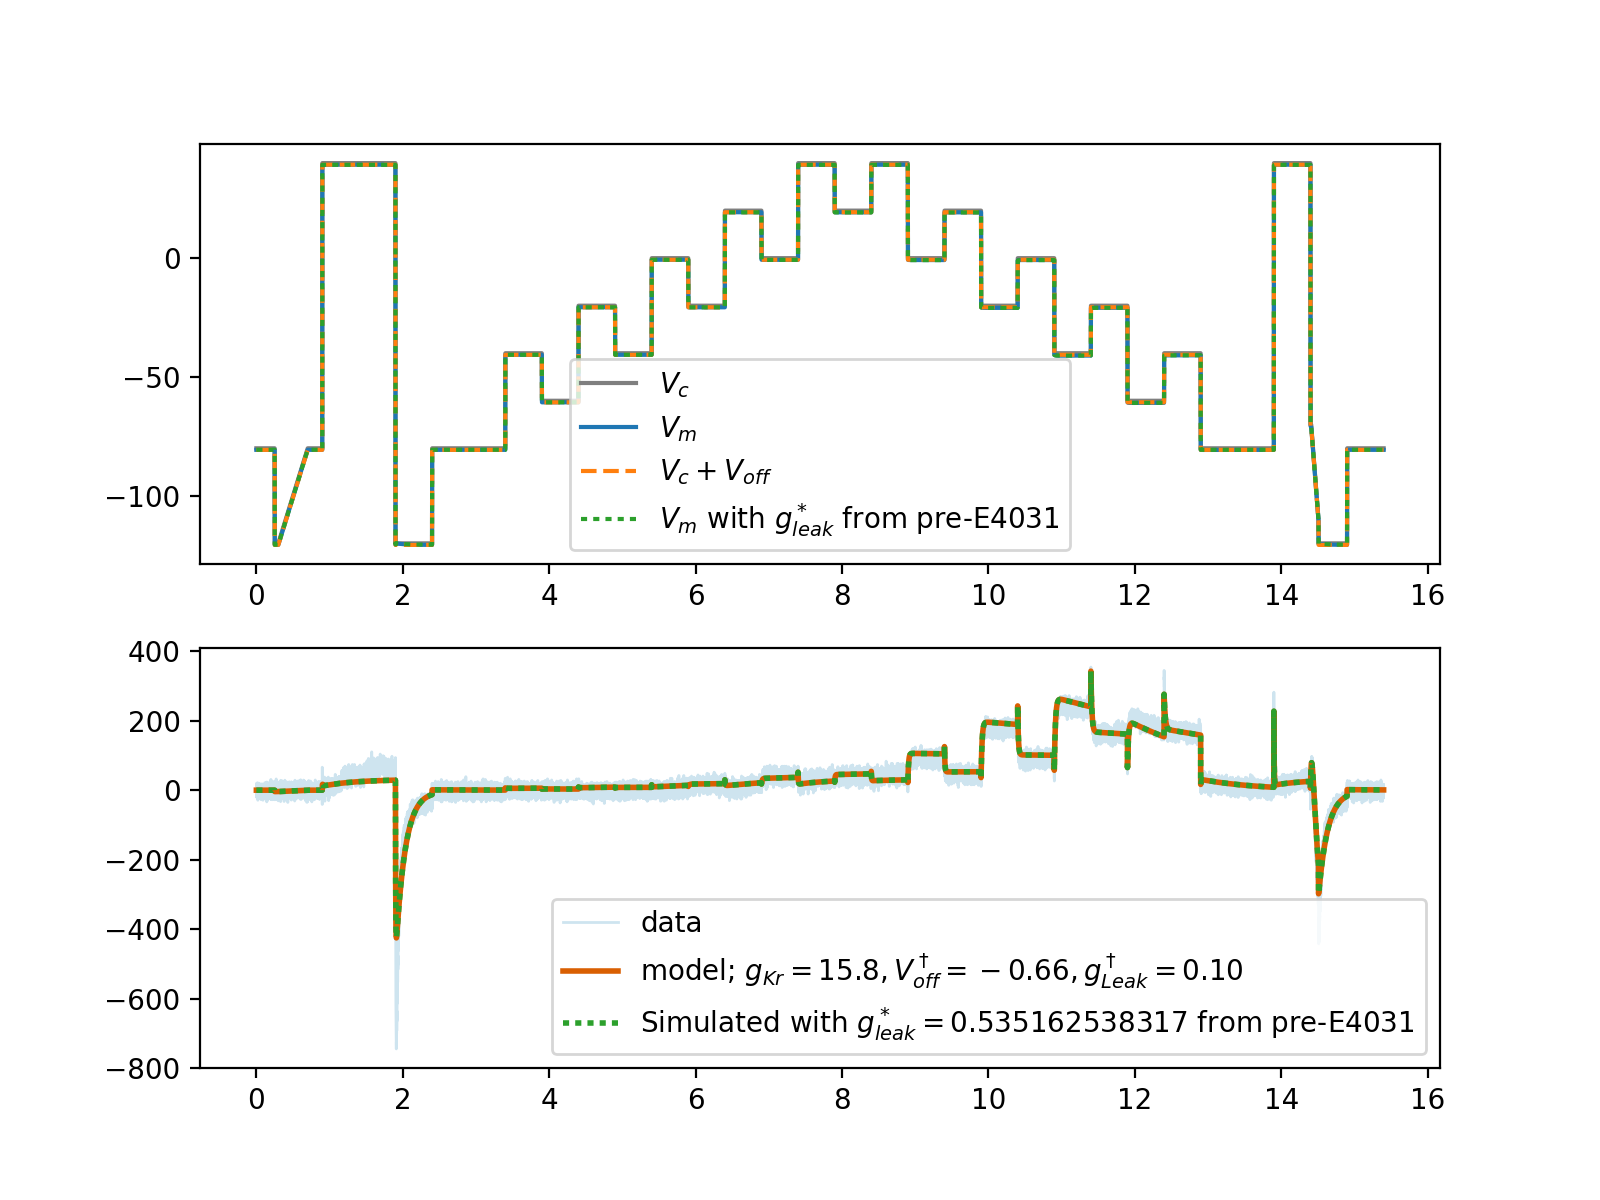 0
−50
−100
V_c
V_m
V_c + V_off
V_m with g*_leak from pre-E4031
0 2 4 6 8 10 12 14 16
400
200
0
−200
−400
−600
−800
data
model; g_Kr = 15.8, V†_off = −0.66, g†_Leak = 0.10
Simulated with g*_leak = 0.535162538317 from pre-E4031
0 2 4 6 8 10 12 14 16